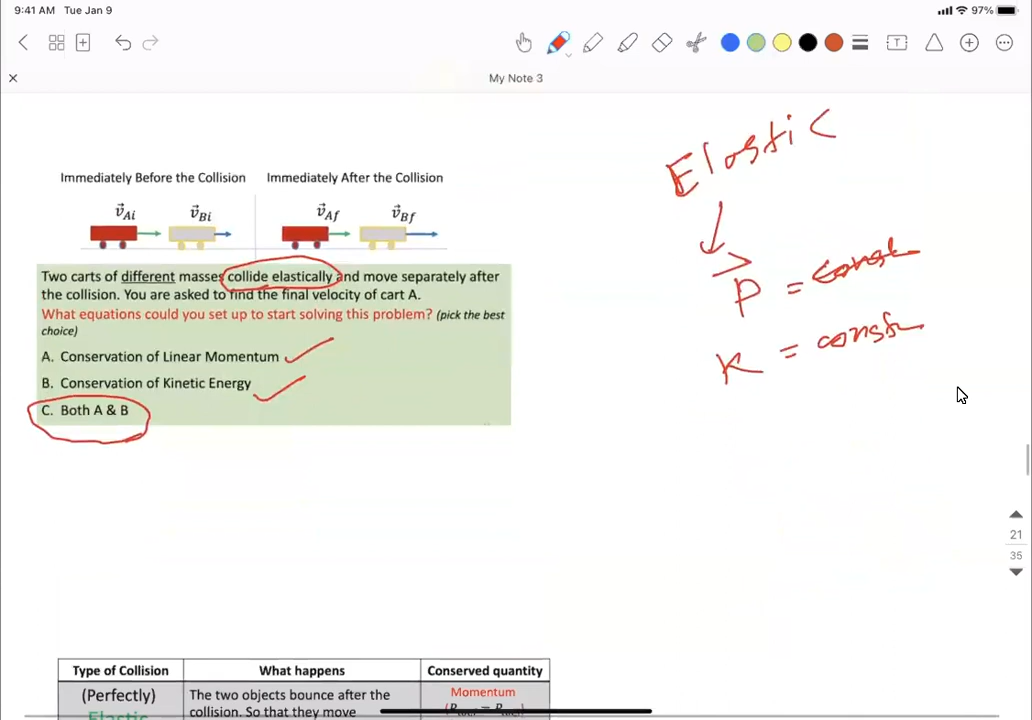 9:41 AM Tue Jan 9
97%
My Note 3
Immediately Before the Collision Immediately After the Collision
v⃗Ai v⃗Bi v⃗Af v⃗Bf
Two carts of different masses collide elastically and move separately after
the collision. You are asked to find the final velocity of cart A.
What equations could you set up to start solving this problem? (pick the best
choice)
A. Conservation of Linear Momentum
B. Conservation of Kinetic Energy
C. Both A & B
Elastic
P⃗ = const
K = const
21
35
Type of Collision What happens Conserved quantity
(Perfectly) The two objects bounce after the Momentum
Elastic collision. So that they move